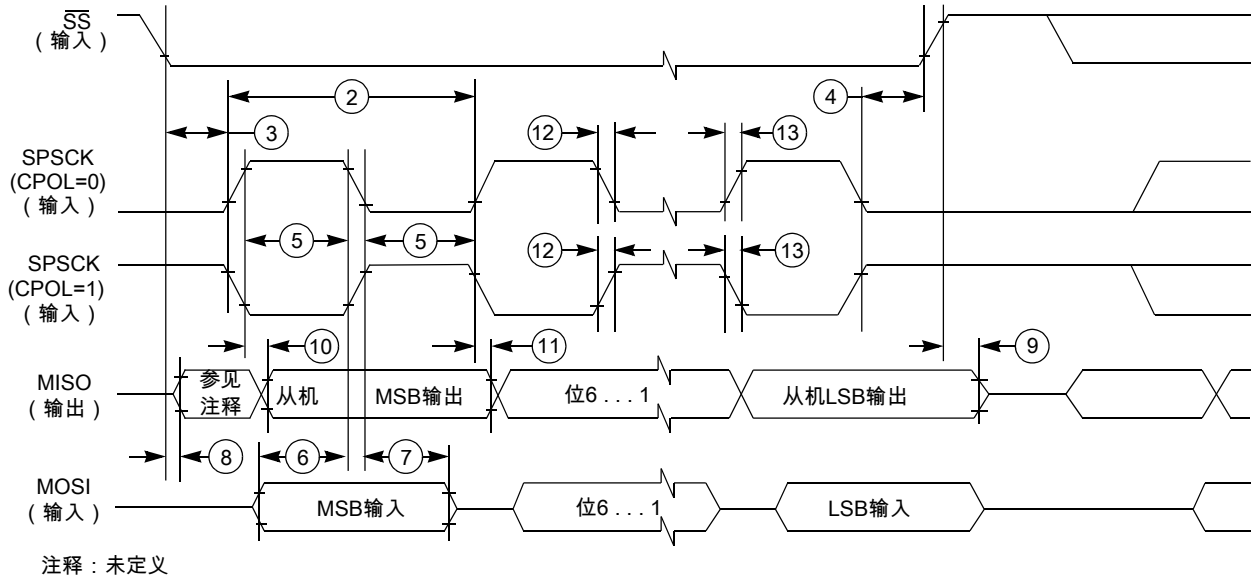 SS
（输入）
②
④
③
⑫
⑬
SPSCK
(CPOL=0)
（输入）
⑤
⑤
SPSCK
(CPOL=1)
（输入）
⑫
⑬
⑩
⑪
⑨
MISO
（输出）
参见
注释
从机
MSB输出
位6 . . . 1
从机LSB输出
⑧
⑥
⑦
MOSI
（输入）
MSB输入
位6 . . . 1
LSB输入
注释：未定义